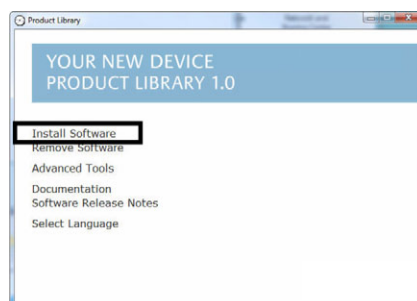 Product Library
YOUR NEW DEVICE
PRODUCT LIBRARY 1.0
Install Software
Remove Software
Advanced Tools
Documentation
Software Release Notes
Select Language